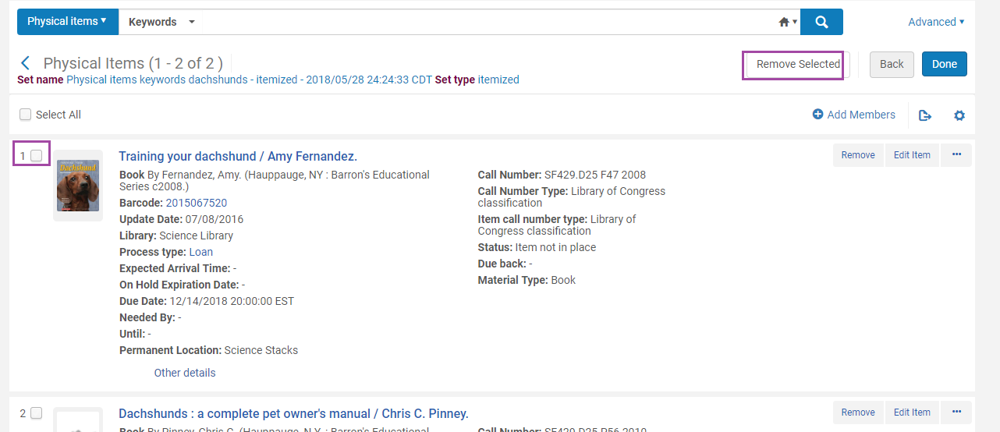 Physical items Keywords Advanced
Physical Items (1 - 2 of 2 ) Remove Selected Back Done
Set name Physical items keywords dachshunds - itemized - 2018/05/28 24:24:33 CDT Set type itemized
Select All Add Members
1 Training your dachshund / Amy Fernandez. Remove Edit Item
Book By Fernandez, Amy. (Hauppauge, NY : Barron's Educational
Series c2008.)
Barcode: 2015067520
Update Date: 07/08/2016
Library: Science Library
Process type: Loan
Expected Arrival Time: -
On Hold Expiration Date: -
Due Date: 12/14/2018 20:00:00 EST
Needed By: -
Until: -
Permanent Location: Science Stacks
Call Number: SF429.D25 F47 2008
Call Number Type: Library of Congress
classification
Item call number type: Library of
Congress classification
Status: Item not in place
Due back: -
Material Type: Book
Dachshund
Other details
2 Dachshunds : a complete pet owner's manual / Chris C. Pinney. Remove Edit Item
Book By Pinney, Chris C. (Hauppauge, N.Y. : Barron's Educational
Call Number: SF429.D25 P56 2010